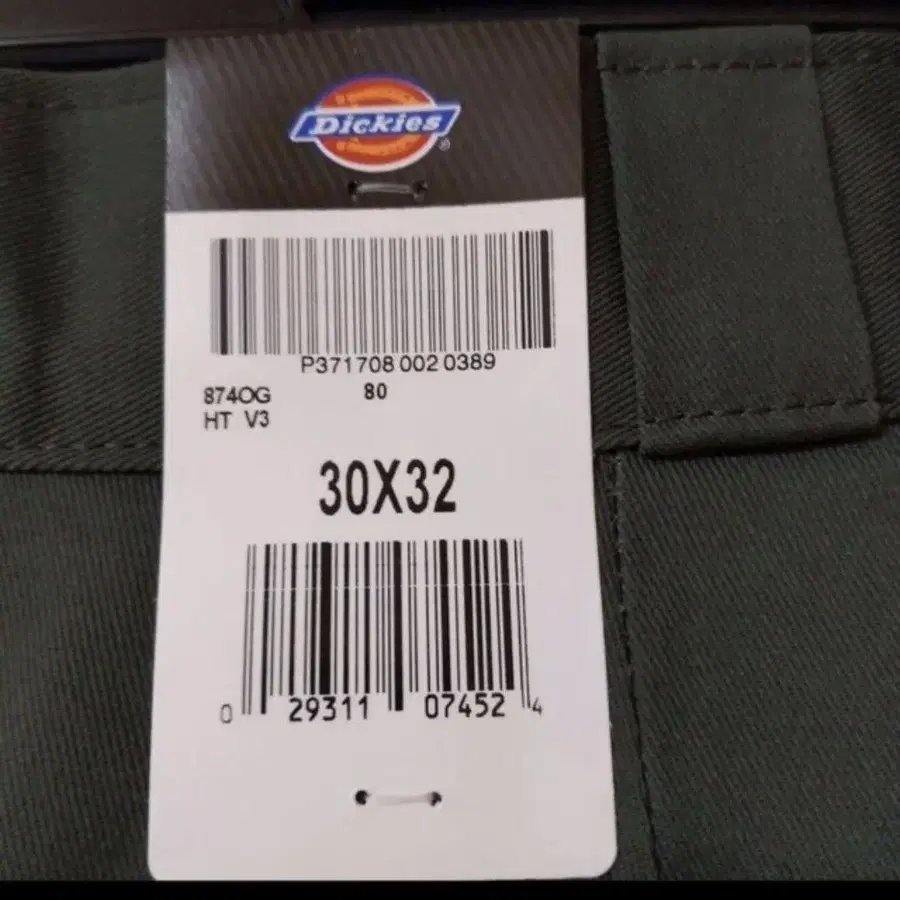 Dickies®
P371708 002 0389
874OG 80
HT V3
30X32
0 29311 07452 4